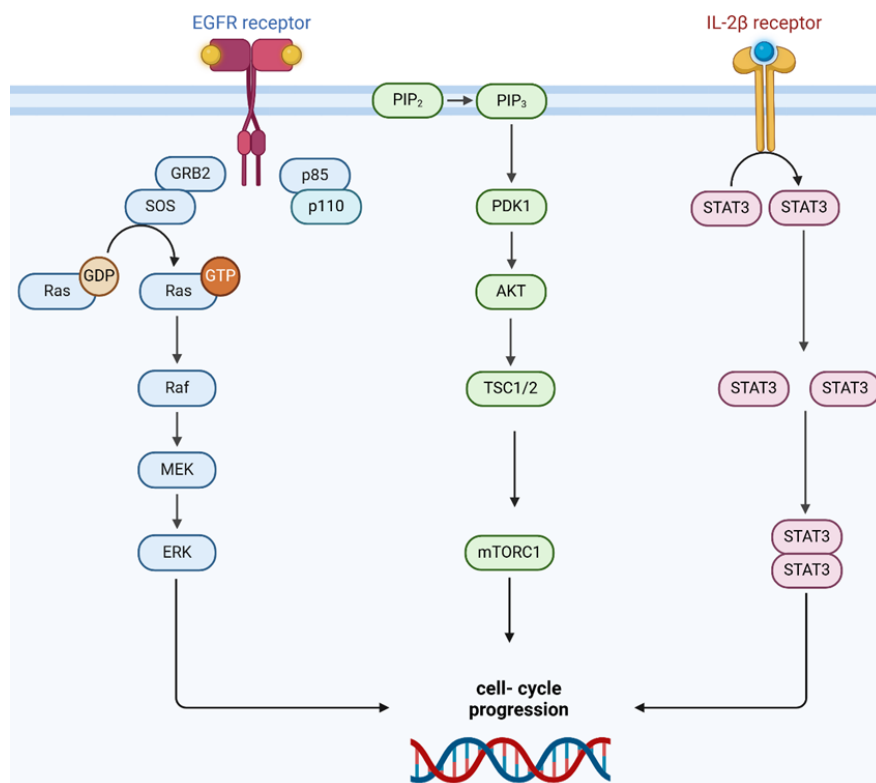 EGFR receptor
IL-2β receptor
PIP₂
PIP₃
GRB2
p85
SOS
p110
PDK1
STAT3
STAT3
GDP
GTP
Ras
Ras
AKT
Raf
TSC1/2
STAT3
STAT3
MEK
STAT3
ERK
mTORC1
STAT3
cell- cycle
progression